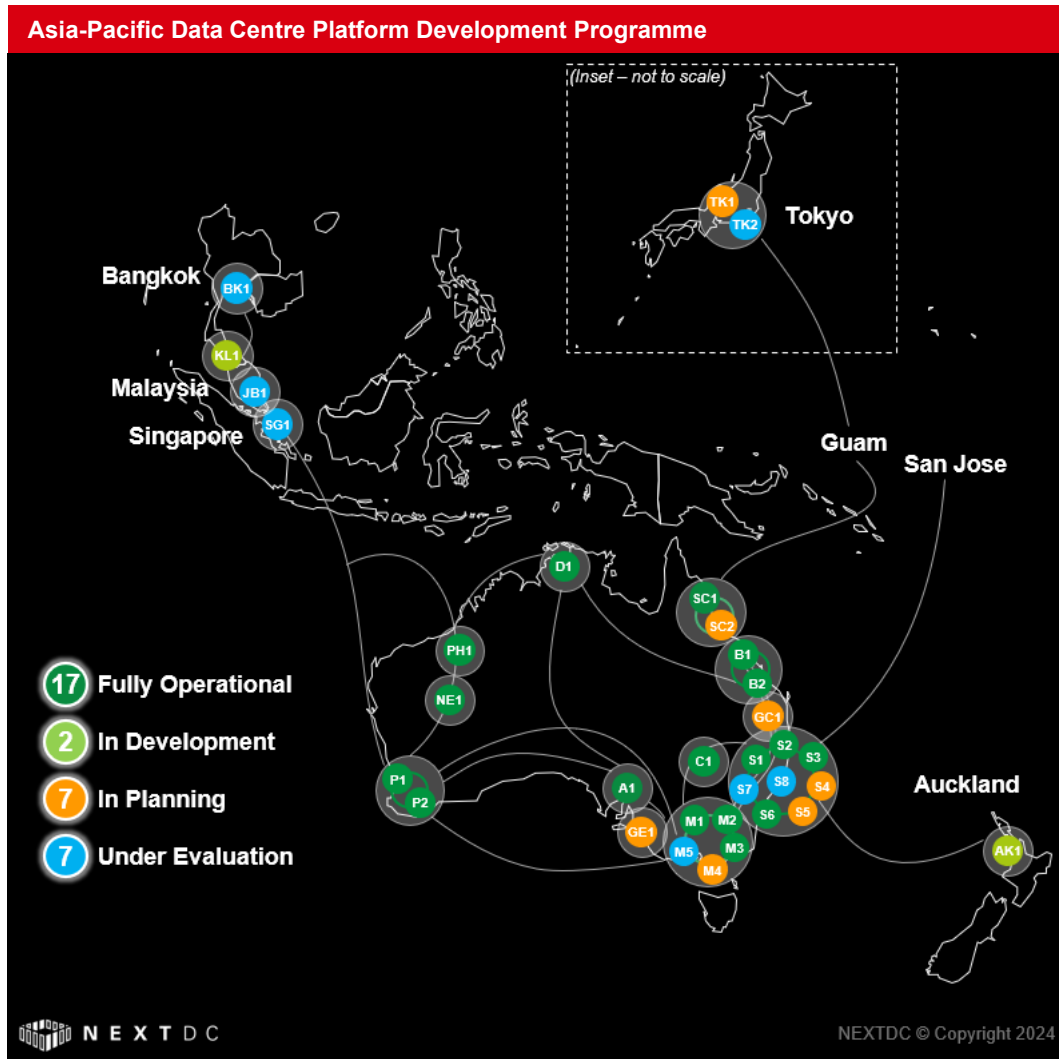 Asia-Pacific Data Centre Platform Development Programme
(Inset – not to scale)
TK1
TK2
Tokyo
Bangkok
BK1
KL1
Malaysia
JB1
Singapore
SG1
Guam
San Jose
D1
SC1
SC2
PH1
B1
B2
NE1
GC1
17 Fully Operational
2 In Development
7 In Planning
7 Under Evaluation
S2
S1
S3
C1
S7
S8
S4
P1
P2
A1
S6
S5
Auckland
M1
M2
GE1
M5
M3
M4
AK1
NEXTDC
NEXTDC © Copyright 2024